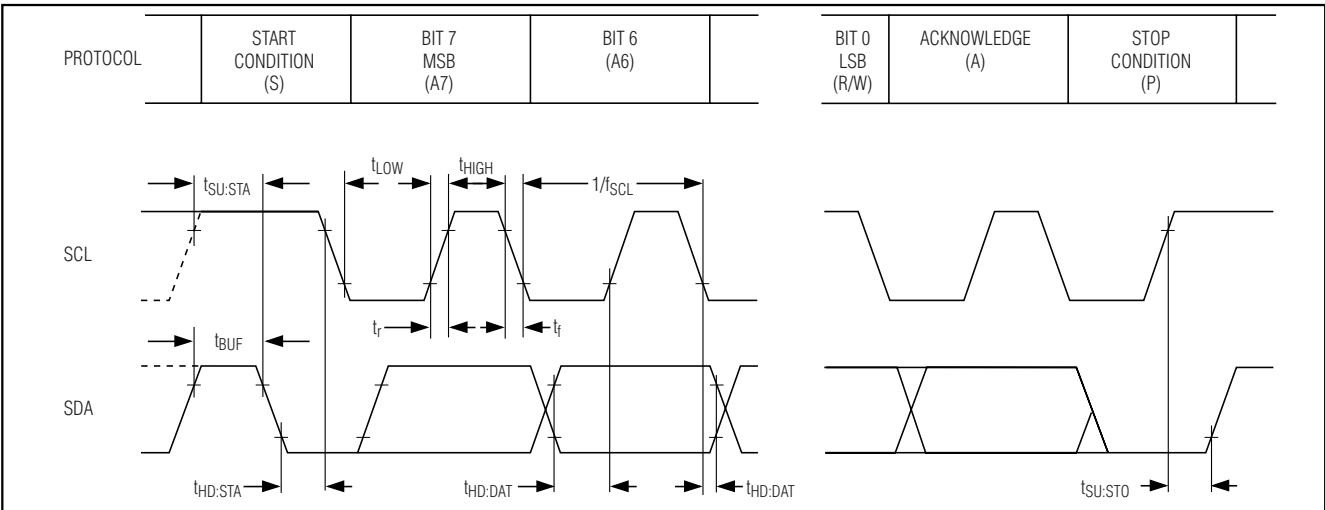 PROTOCOL
START
CONDITION
(S)
BIT 7
MSB
(A7)
BIT 6
(A6)
BIT 0
LSB
(R/W)
ACKNOWLEDGE
(A)
STOP
CONDITION
(P)
tSU:STA
tLOW
tHIGH
1/fSCL
SCL
tr
tf
tBUF
SDA
tHD:STA
tHD:DAT
tHD:DAT
tSU:STO